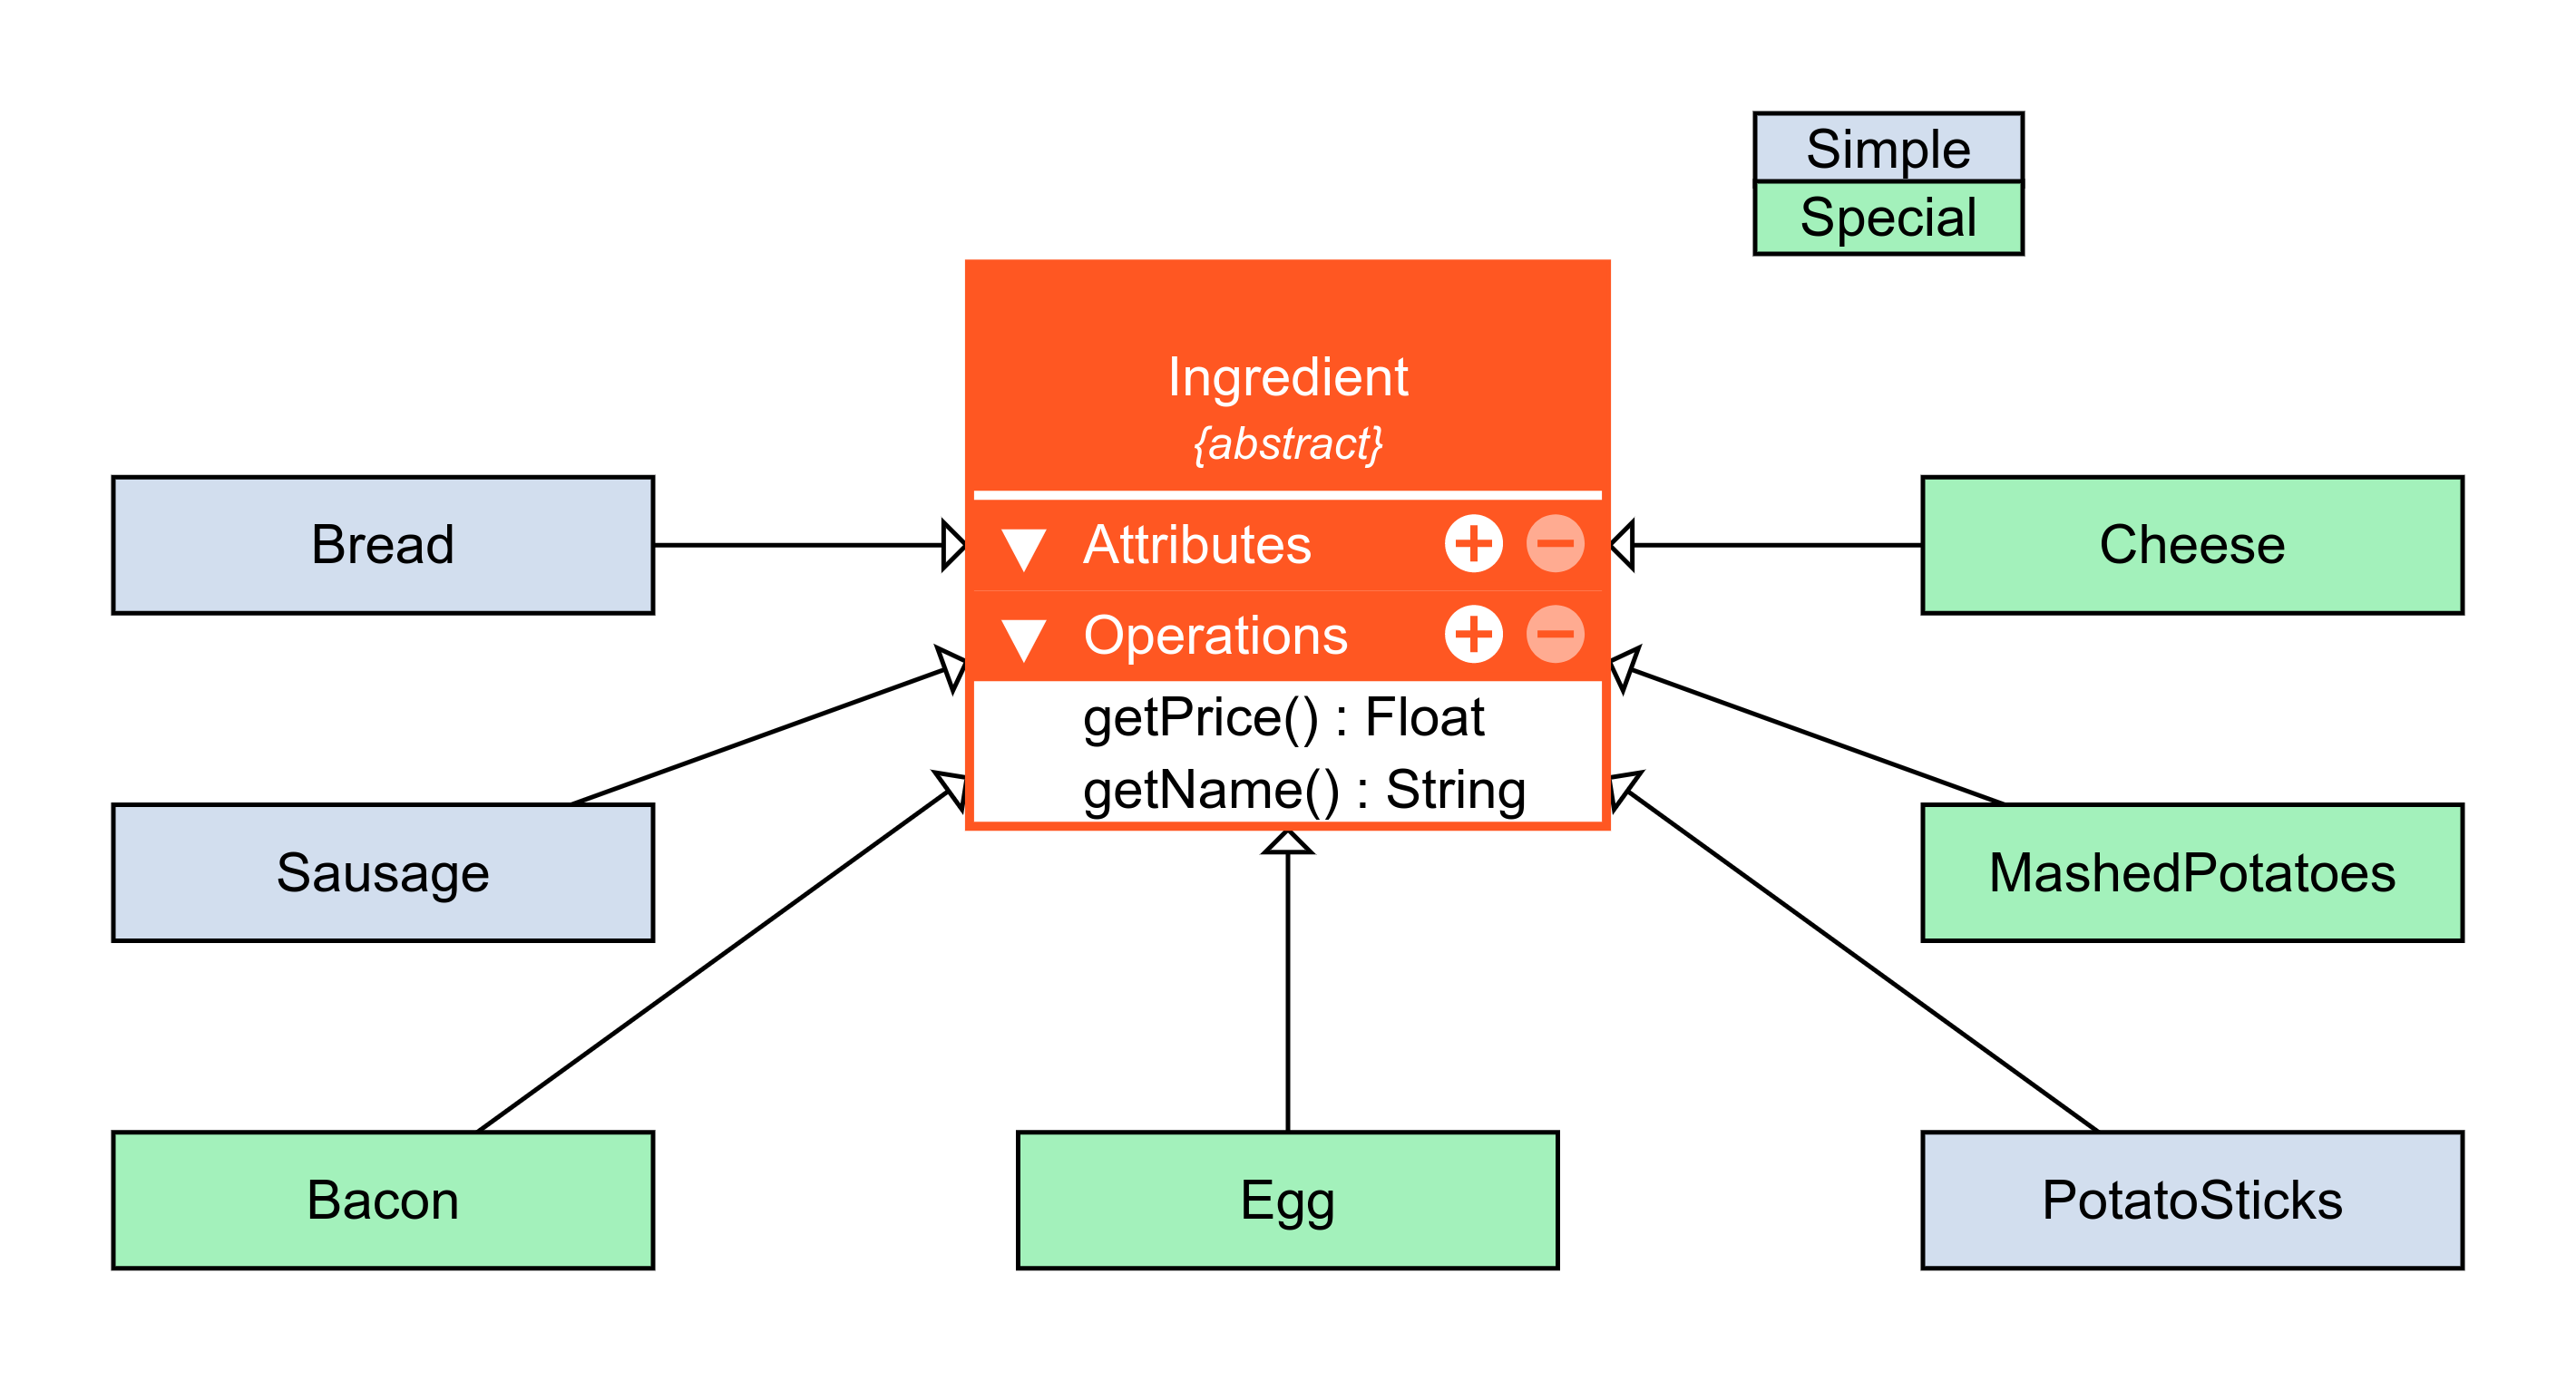 Simple
Special
Ingredient
{abstract}
Attributes
Operations
getPrice() : Float
getName() : String
Bread
Cheese
Sausage
MashedPotatoes
Bacon
Egg
PotatoSticks